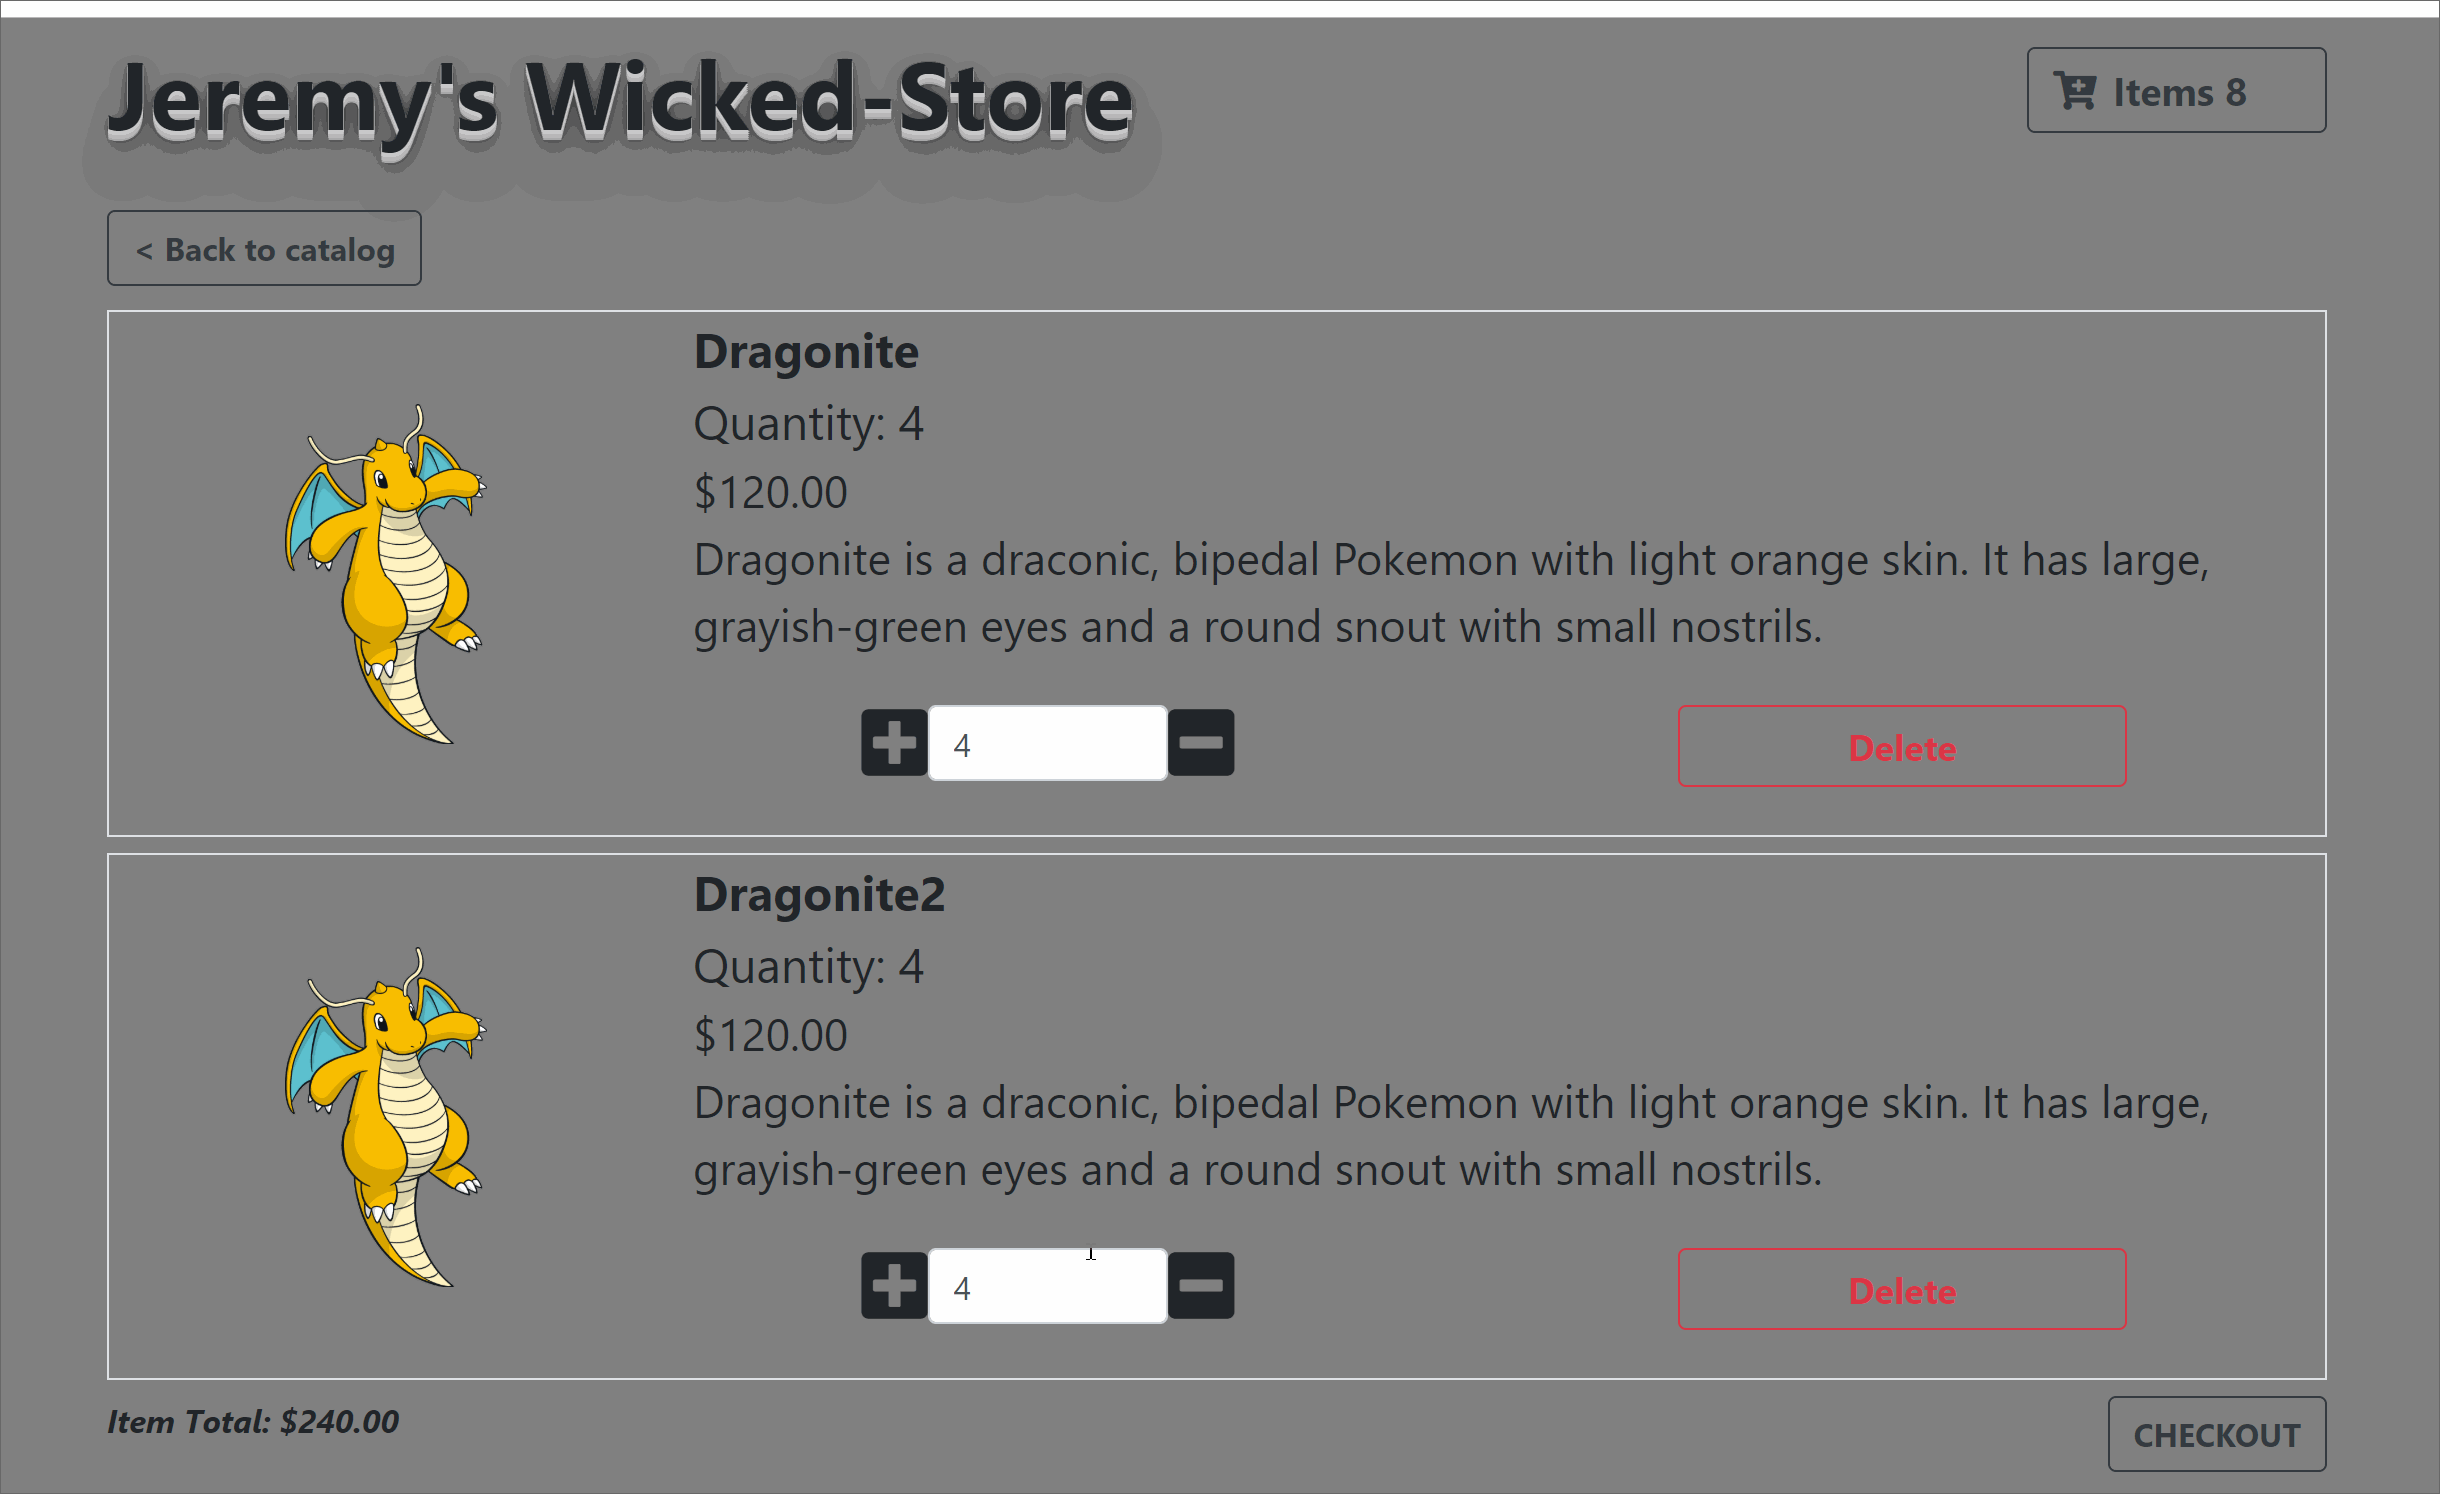 Jeremy's Wicked-Store
Items 8
< Back to catalog
Dragonite
Quantity: 4
$120.00
Dragonite is a draconic, bipedal Pokemon with light orange skin. It has large,
grayish-green eyes and a round snout with small nostrils.
4
Delete
Dragonite2
Quantity: 4
$120.00
Dragonite is a draconic, bipedal Pokemon with light orange skin. It has large,
grayish-green eyes and a round snout with small nostrils.
4
Delete
Item Total: $240.00
CHECKOUT